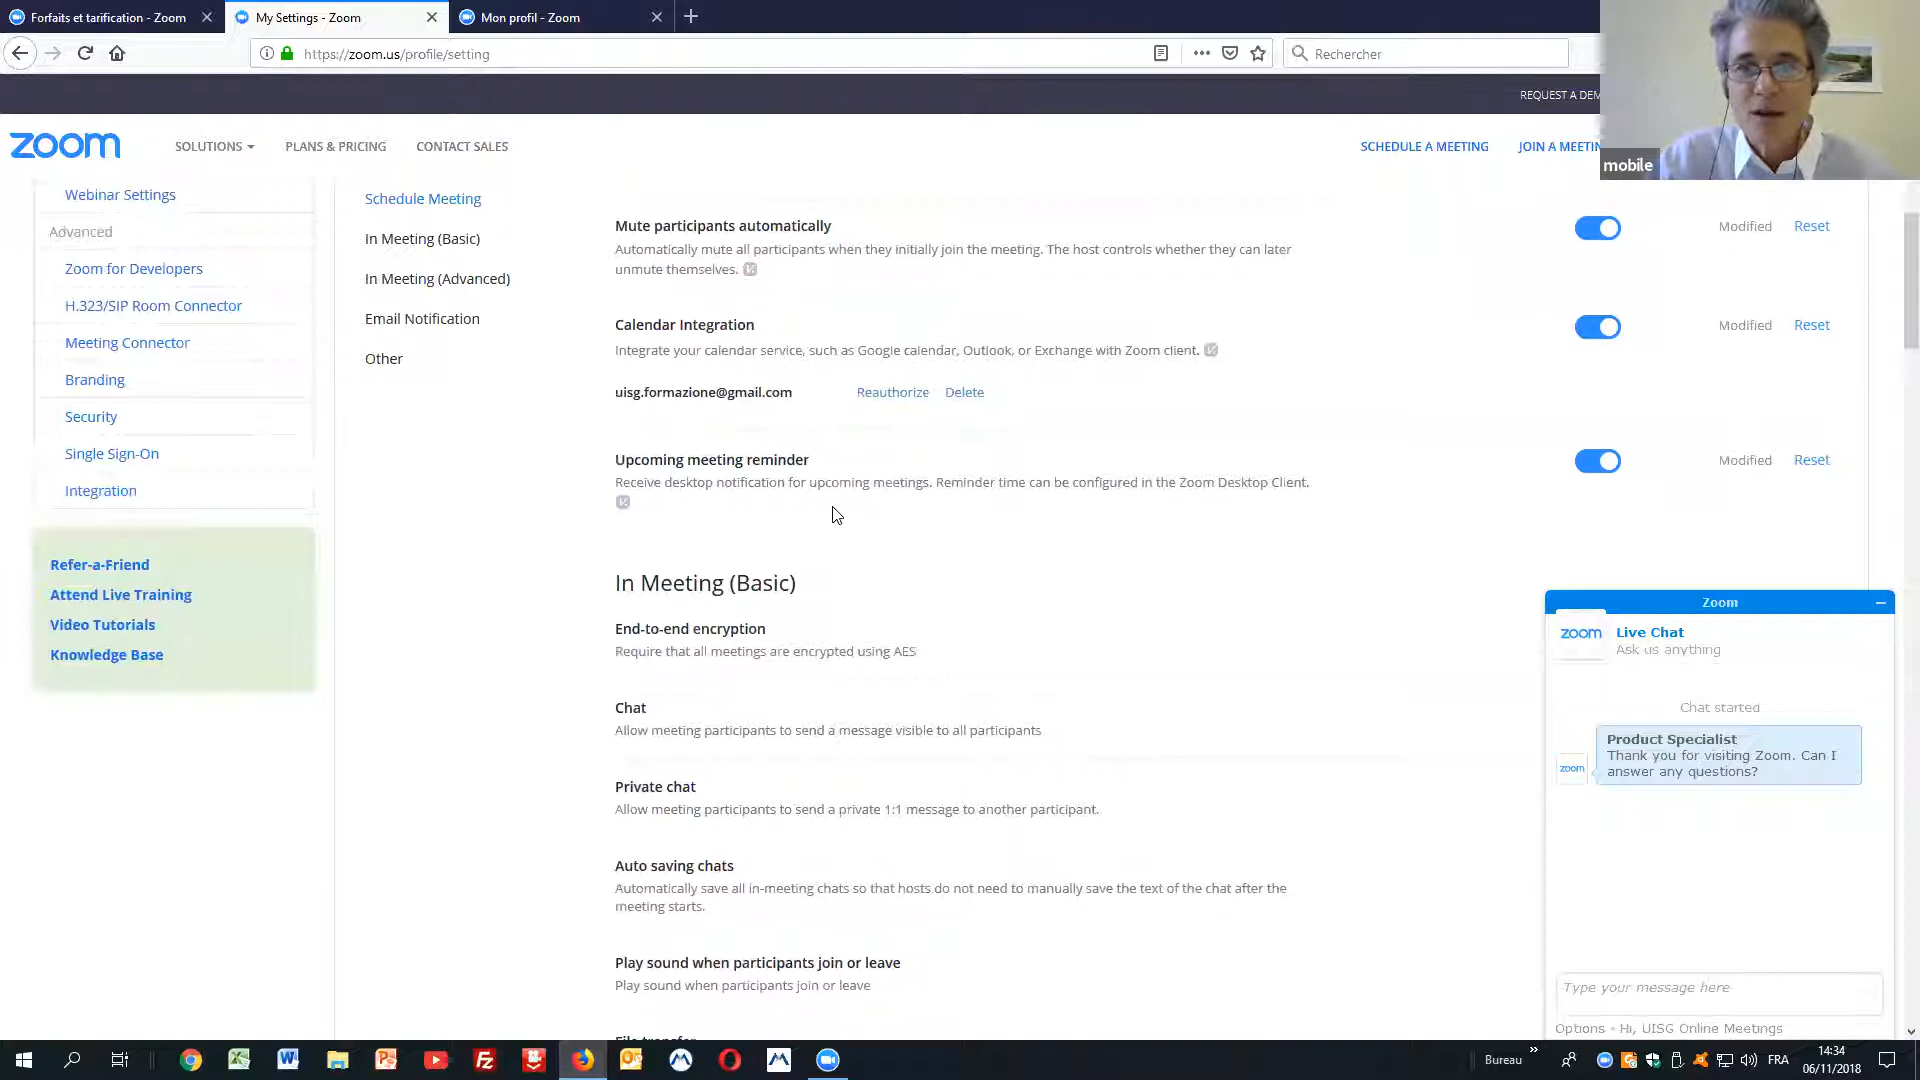 Forfaits et tarification - Zoom
My Settings - Zoom
Mon profil - Zoom
https://zoom.us/profile/setting
Rechercher
REQUEST A DEM
zoom
SOLUTIONS
PLANS & PRICING
CONTACT SALES
SCHEDULE A MEETING
JOIN A MEETIN
mobile
Webinar Settings
Advanced
Zoom for Developers
H.323/SIP Room Connector
Meeting Connector
Branding
Security
Single Sign-On
Integration
Refer-a-Friend
Attend Live Training
Video Tutorials
Knowledge Base
Schedule Meeting
In Meeting (Basic)
In Meeting (Advanced)
Email Notification
Other
Mute participants automatically
Modified
Reset
Automatically mute all participants when they initially join the meeting. The host controls whether they can later
unmute themselves.
Calendar Integration
Modified
Reset
Integrate your calendar service, such as Google calendar, Outlook, or Exchange with Zoom client.
uisg.formazione@gmail.com
Reauthorize
Delete
Upcoming meeting reminder
Modified
Reset
Receive desktop notification for upcoming meetings. Reminder time can be configured in the Zoom Desktop Client.
In Meeting (Basic)
End-to-end encryption
Require that all meetings are encrypted using AES
Chat
Allow meeting participants to send a message visible to all participants
Private chat
Allow meeting participants to send a private 1:1 message to another participant.
Auto saving chats
Automatically save all in-meeting chats so that hosts do not need to manually save the text of the chat after the
meeting starts.
Play sound when participants join or leave
Play sound when participants join or leave
File transfer
Zoom
zoom
Live Chat
Ask us anything
Chat started
Product Specialist
Thank you for visiting Zoom. Can I
answer any questions?
zoom
Type your message here
Options • Hi, UISG Online Meetings
Bureau
FRA
14:34
06/11/2018